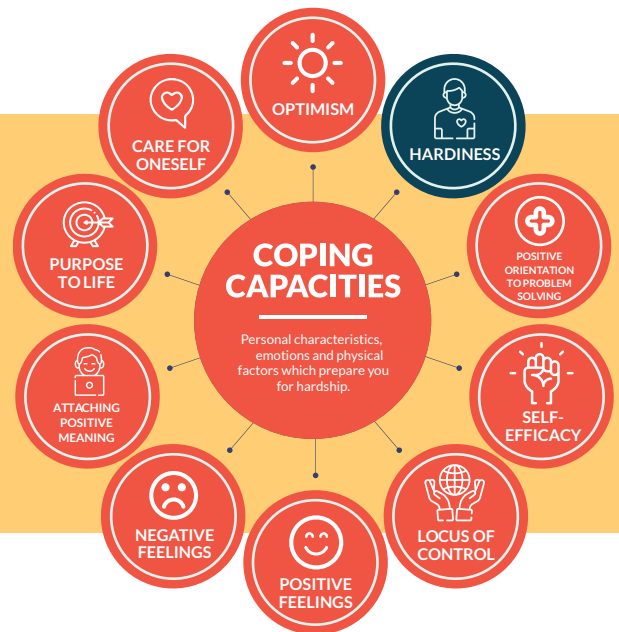 OPTIMISM
HARDINESS
CARE FOR
ONESELF
PURPOSE
TO LIFE
COPING
CAPACITIES
Personal characteristics,
emotions and physical
factors which prepare you
for hardship.
POSITIVE
ORIENTATION
TO PROBLEM
SOLVING
ATTACHING
POSITIVE
MEANING
SELF-
EFFICACY
NEGATIVE
FEELINGS
POSITIVE
FEELINGS
LOCUS OF
CONTROL